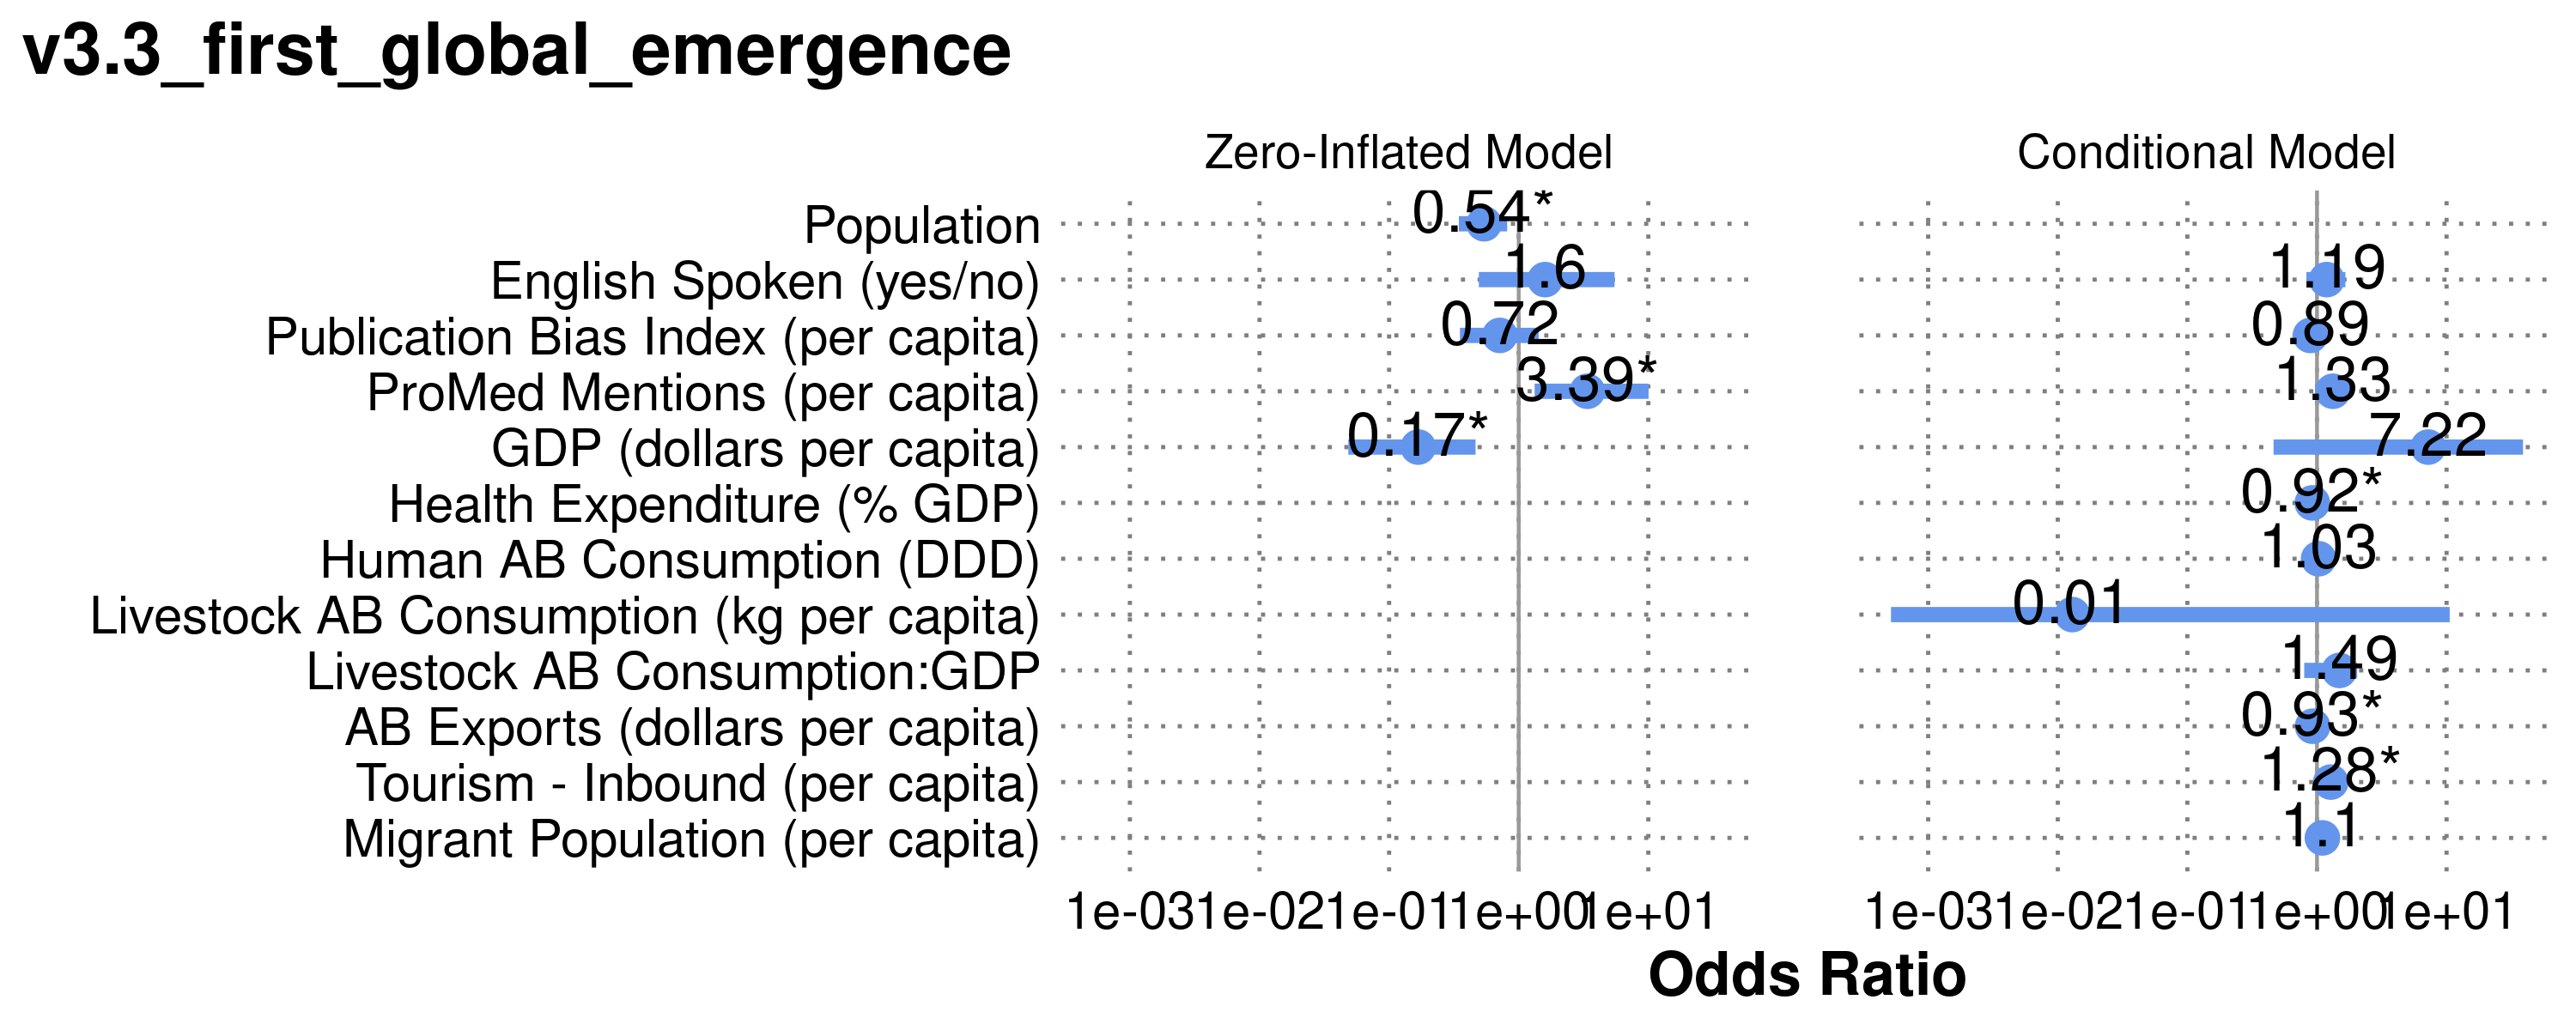 v3.3_first_global_emergence
Zero-Inflated Model Conditional Model
Population 0.54*
English Spoken (yes/no) 1.6 1.19
Publication Bias Index (per capita) 0.72 0.89
ProMed Mentions (per capita) 3.39* 1.33
GDP (dollars per capita) 0.17* 7.22
Health Expenditure (% GDP) 0.92*
Human AB Consumption (DDD) 1.03
Livestock AB Consumption (kg per capita) 0.01
Livestock AB Consumption:GDP 1.49
AB Exports (dollars per capita) 0.93*
Tourism - Inbound (per capita) 1.28*
Migrant Population (per capita) 1.1
1e-03 1e-02 1e-01 1e+00 1e+01 1e-03 1e-02 1e-01 1e+00 1e+01
Odds Ratio